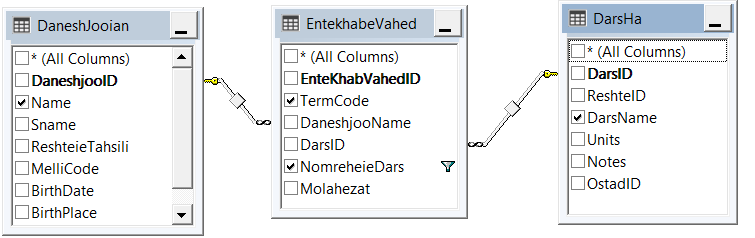 DaneshJooian
* (All Columns)
DaneshjooID
Name
Sname
ReshteieTahsili
MelliCode
BirthDate
BirthPlace
EntekhabeVahed
* (All Columns)
EnteKhabVahedID
TermCode
DaneshjooName
DarsID
NomreheieDars
Molahezat
DarsHa
* (All Columns)
DarsID
ReshteID
DarsName
Units
Notes
OstadID